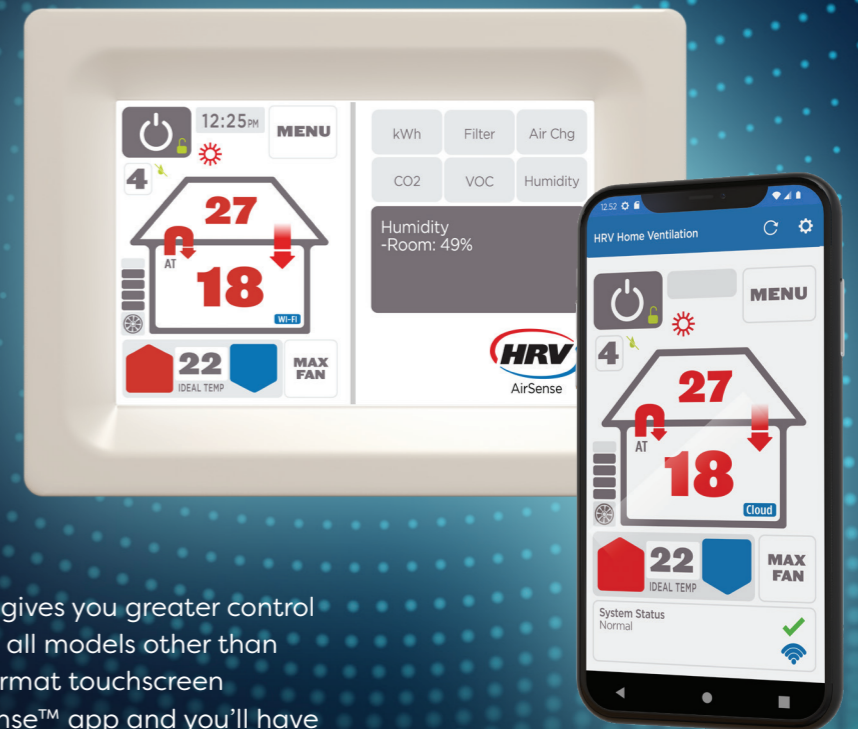 12:25PM
MENU
4
27
AT
18
Wi-Fi
22
IDEAL TEMP
MAX
FAN
kWh
Filter
Air Chg
CO2
VOC
Humidity
Humidity
-Room: 49%
HRV
AirSense
12:52
HRV Home Ventilation
MENU
4
27
AT
18
Cloud
22
IDEAL TEMP
MAX
FAN
System Status
Normal
gives you greater control
all models other than
rmat touchscreen
nse™ app and you'll have